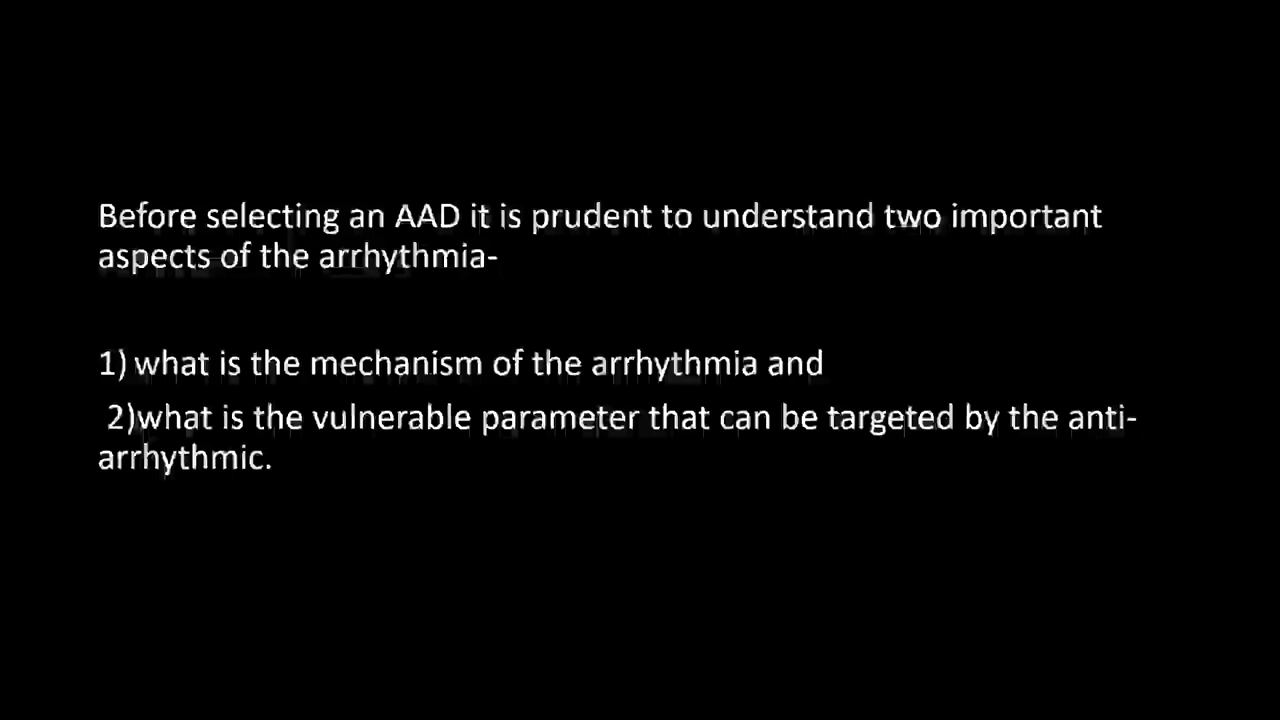 Before selecting an AAD it is prudent to understand two important
aspects of the arrhythmia-
1) what is the mechanism of the arrhythmia and
2)what is the vulnerable parameter that can be targeted by the anti-
arrhythmic.